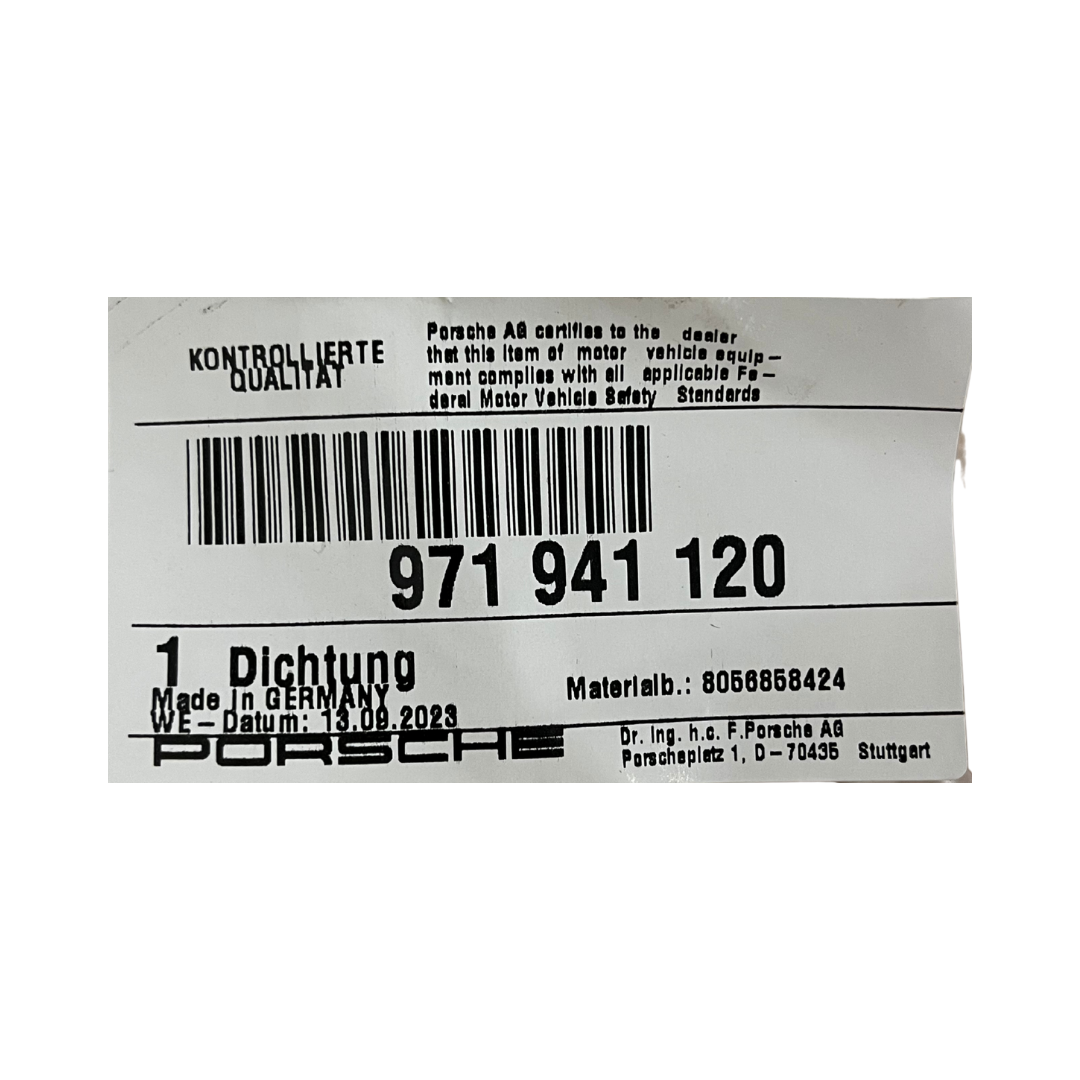 KONTROLLIERTE
QUALITÄT
Porsche AG certifies to the dealer
that this item of motor vehicle equip-
ment complies with all applicable Fe-
deral Motor Vehicle Safety Standards
971 941 120
1 Dichtung
Made in GERMANY
WE-Datum: 13.09.2023
Materialb.: 8056858424
PORSCHE
Dr. Ing. h.c. F.Porsche AG
Porscheplatz 1, D-70435 Stuttgart